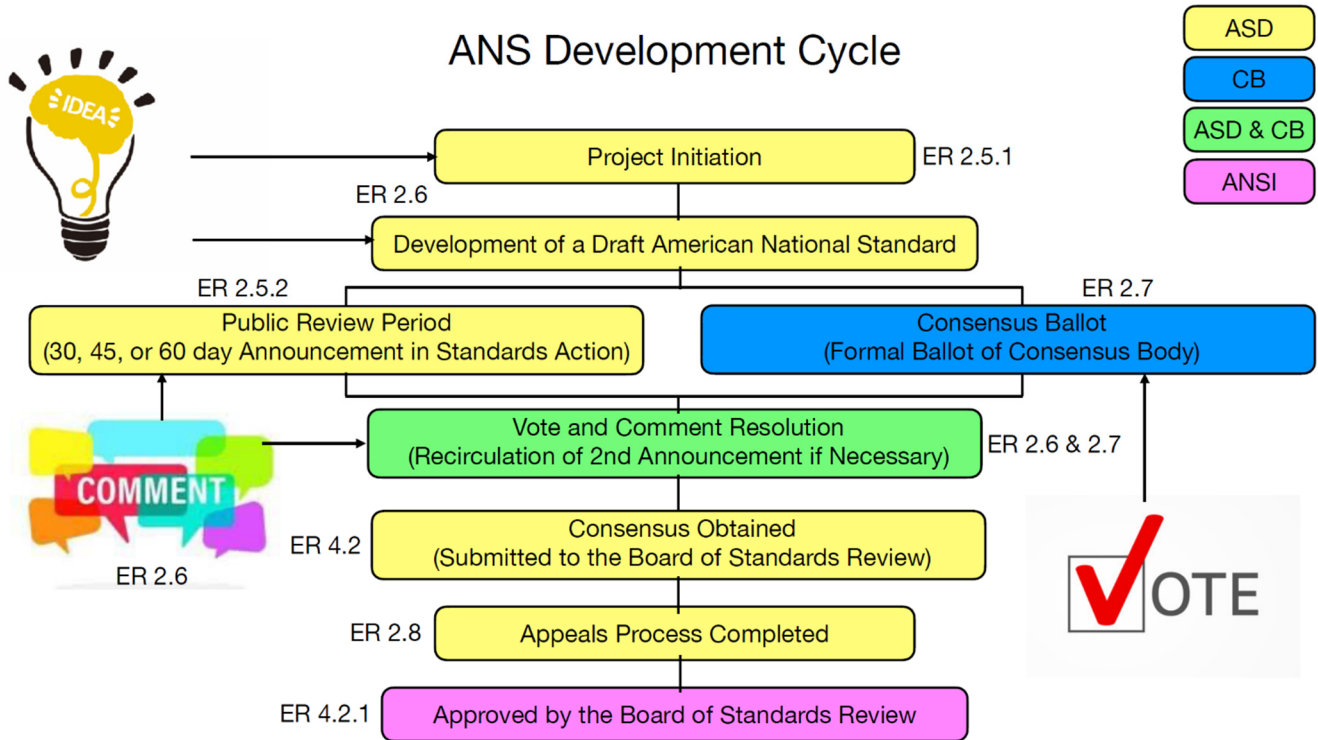 ANS Development Cycle
ASD
CB
ASD & CB
ANSI
IDEA
Project Initiation
ER 2.5.1
ER 2.6
Development of a Draft American National Standard
ER 2.5.2
ER 2.7
Public Review Period
(30, 45, or 60 day Announcement in Standards Action)
Consensus Ballot
(Formal Ballot of Consensus Body)
Vote and Comment Resolution
(Recirculation of 2nd Announcement if Necessary)
ER 2.6 & 2.7
COMMENT
ER 2.6
Consensus Obtained
(Submitted to the Board of Standards Review)
ER 4.2
VOTE
ER 2.8
Appeals Process Completed
ER 4.2.1
Approved by the Board of Standards Review